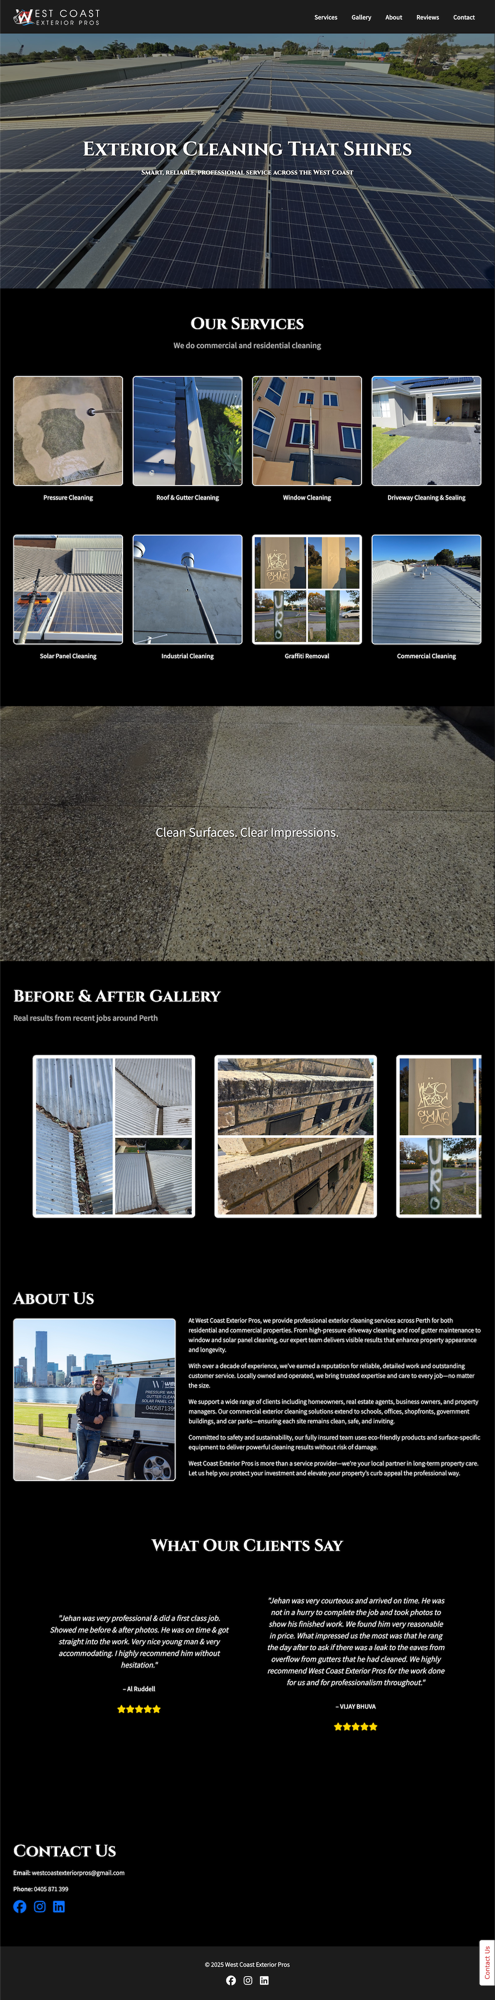 WEST COAST
EXTERIOR PROS
Services Gallery About Reviews Contact
Exterior Cleaning That Shines
Smart, reliable, professional service across the West Coast
Our Services
We do commercial and residential cleaning
Pressure Cleaning
Roof & Gutter Cleaning
Window Cleaning
Driveway Cleaning & Sealing
Solar Panel Cleaning
Industrial Cleaning
Graffiti Removal
Commercial Cleaning
Clean Surfaces. Clear Impressions.
Before & After Gallery
Real results from recent jobs around Perth
About Us
At West Coast Exterior Pros, we provide professional exterior cleaning services across Perth for both
residential and commercial properties. From high-pressure driveway cleaning and roof gutter maintenance to
window and solar panel cleaning, our expert team delivers visible results that enhance property appearance
and longevity.
With over a decade of experience, we've earned a reputation for reliable, detailed work and outstanding
customer service. Locally owned and operated, we bring trusted expertise and care to every job—no matter
the size.
We support a wide range of clients including homeowners, real estate agents, business owners, and property
managers. Our commercial exterior cleaning solutions extend to schools, offices, shopfronts, government
buildings, and car parks—ensuring each site remains clean, safe, and inviting.
Committed to safety and sustainability, our fully insured team uses eco-friendly products and surface-specific
equipment to deliver powerful cleaning results without risk of damage.
West Coast Exterior Pros is more than a service provider—we're your local partner in long-term property care.
Let us help you protect your investment and elevate your property's curb appeal the professional way.
What Our Clients Say
"Jehan was very professional & did a first class job.
Showed me before & after photos. He was on time & got
straight into the work. Very nice young man & very
accommodating. I highly recommend him without
hesitation."
– Al Ruddell
"Jehan was very courteous and arrived on time. He was
not in a hurry to complete the job and took photos to
show his finished work. We found him very reasonable
in price. What impressed us the most was that he rang
the day after to ask if there was a leak to the eaves from
overflow from gutters that he had cleaned. We highly
recommend West Coast Exterior Pros for the work done
for us and for professionalism throughout."
– VIJAY BHUVA
Contact Us
Email: westcoastexteriorpros@gmail.com
Phone: 0405 871 399
Contact Us
© 2025 West Coast Exterior Pros